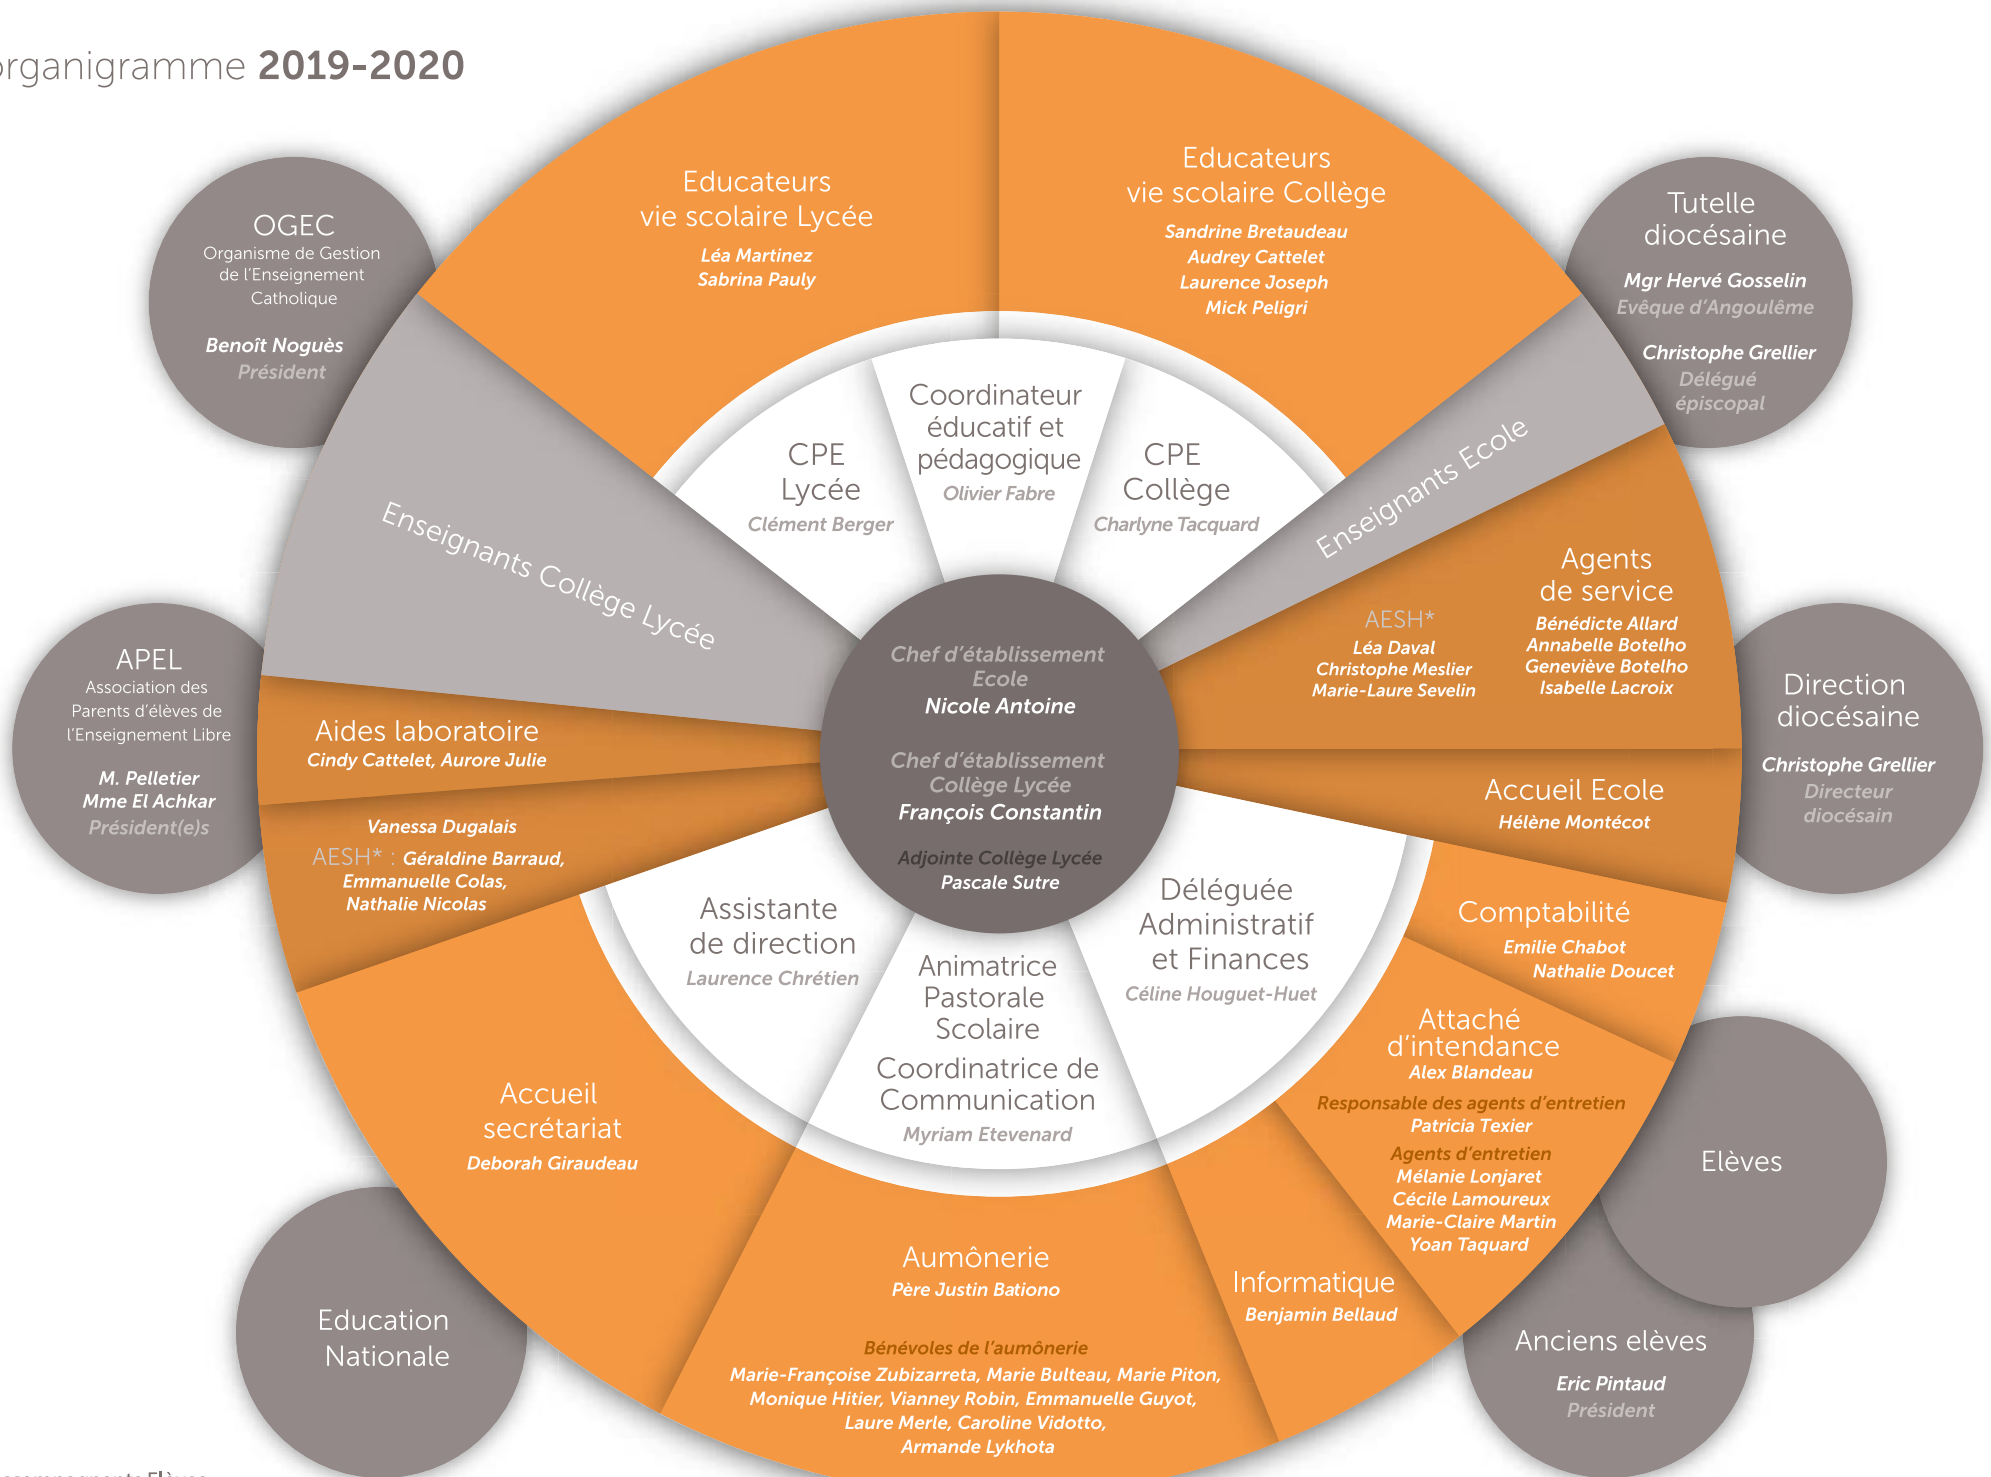 organigramme 2019-2020
Educateurs
vie scolaire Lycée
Léa Martinez
Sabrina Pauly
Educateurs
vie scolaire Collège
Sandrine Bretaudeau
Audrey Cattelet
Laurence Joseph
Mick Peligri
OGEC
Organisme de Gestion
de l'Enseignement
Catholique
Benoît Noguès
Président
Tutelle
diocésaine
Mgr Hervé Gosselin
Evêque d'Angoulême
Christophe Grellier
Délégué
épiscopal
CPE
Lycée
Clément Berger
Coordinateur
éducatif et
pédagogique
Olivier Fabre
CPE
Collège
Charlyne Tacquard
Enseignants Collège Lycée
Enseignants Ecole
Agents
de service
Bénédicte Allard
Annabelle Botelho
Geneviève Botelho
Isabelle Lacroix
AESH*
Léa Daval
Christophe Meslier
Marie-Laure Sevelin
APEL
Association des
Parents d'élèves de
l'Enseignement Libre
M. Pelletier
Mme El Achkar
Président(e)s
Aides laboratoire
Cindy Cattelet, Aurore Julie
Chef d'établissement
Ecole
Nicole Antoine
Chef d'établissement
Collège Lycée
François Constantin
Adjointe Collège Lycée
Pascale Sutre
Direction
diocésaine
Christophe Grellier
Directeur
diocésain
Accueil Ecole
Hélène Montécot
Vanessa Dugalais
AESH* : Géraldine Barraud,
Emmanuelle Colas,
Nathalie Nicolas
Assistante
de direction
Laurence Chrétien
Animatrice
Pastorale
Scolaire
Coordinatrice de
Communication
Myriam Etevenard
Déléguée
Administratif
et Finances
Céline Houguet-Huet
Comptabilité
Emilie Chabot
Nathalie Doucet
Attaché
d'intendance
Alex Blandeau
Responsable des agents d'entretien
Patricia Texier
Agents d'entretien
Mélanie Lonjaret
Cécile Lamoureux
Marie-Claire Martin
Yoan Taquard
Accueil
secrétariat
Deborah Giraudeau
Elèves
Aumônerie
Père Justin Bationo
Bénévoles de l'aumônerie
Marie-Françoise Zubizarreta, Marie Bulteau, Marie Piton,
Monique Hitier, Vianney Robin, Emmanuelle Guyot,
Laure Merle, Caroline Vidotto,
Armande Lykhota
Informatique
Benjamin Bellaud
Education
Nationale
Anciens elèves
Eric Pintaud
Président